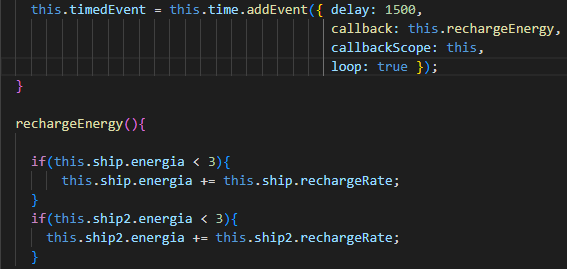 this.timedEvent = this.time.addEvent({ delay: 1500,
callback: this.rechargeEnergy,
callbackScope: this,
loop: true });
}
rechargeEnergy(){
if(this.ship.energia < 3){
this.ship.energia += this.ship.rechargeRate;
}
if(this.ship2.energia < 3){
this.ship2.energia += this.ship2.rechargeRate;
}